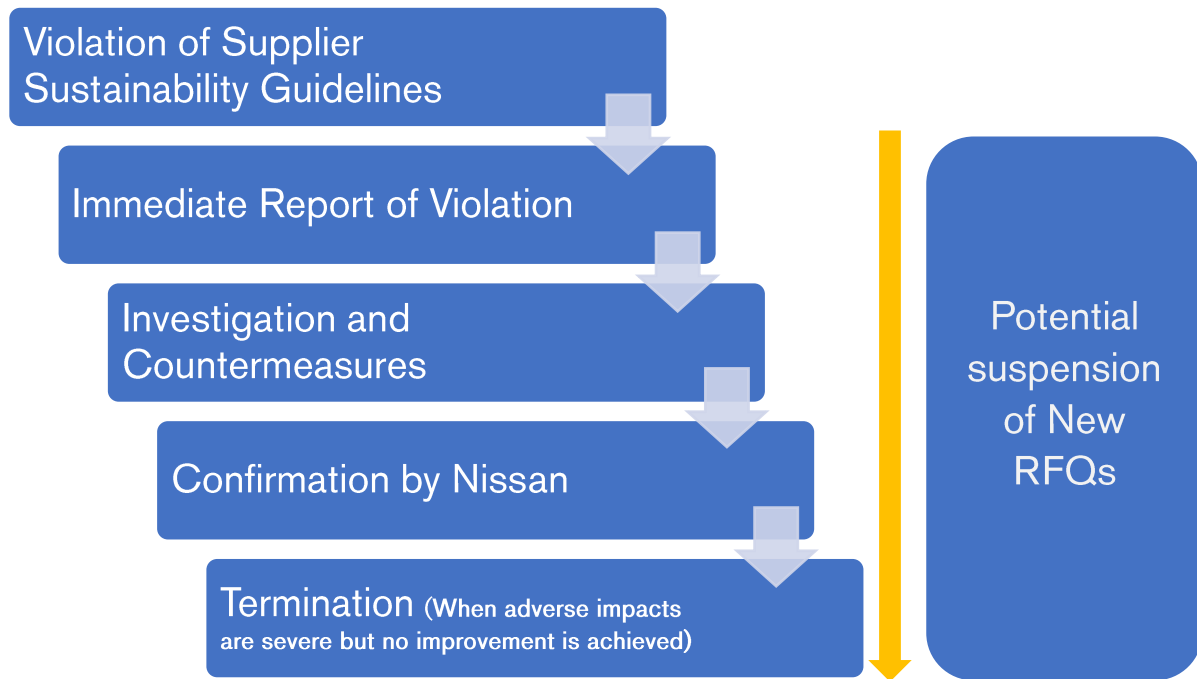 Violation of Supplier
Sustainability Guidelines
Immediate Report of Violation
Investigation and
Countermeasures
Confirmation by Nissan
Termination (When adverse impacts
are severe but no improvement is achieved)
Potential
suspension
of New
RFQs